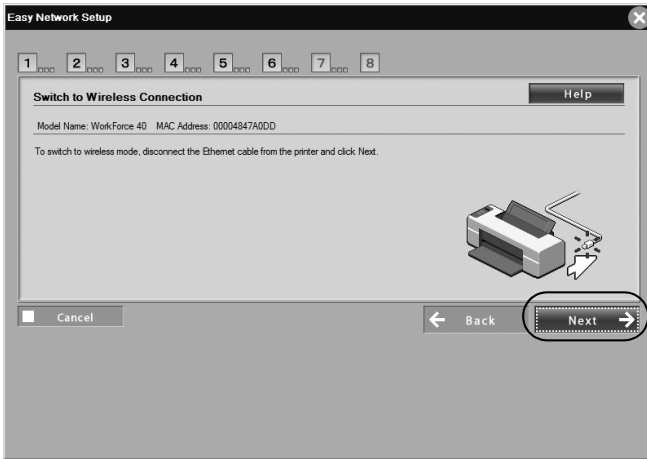 Easy Network Setup
1 2 3 4 5 6 7 8
Switch to Wireless Connection
Help
Model Name: WorkForce 40 MAC Address: 00004847A0DD
To switch to wireless mode, disconnect the Ethernet cable from the printer and click Next.
Cancel
Back
Next